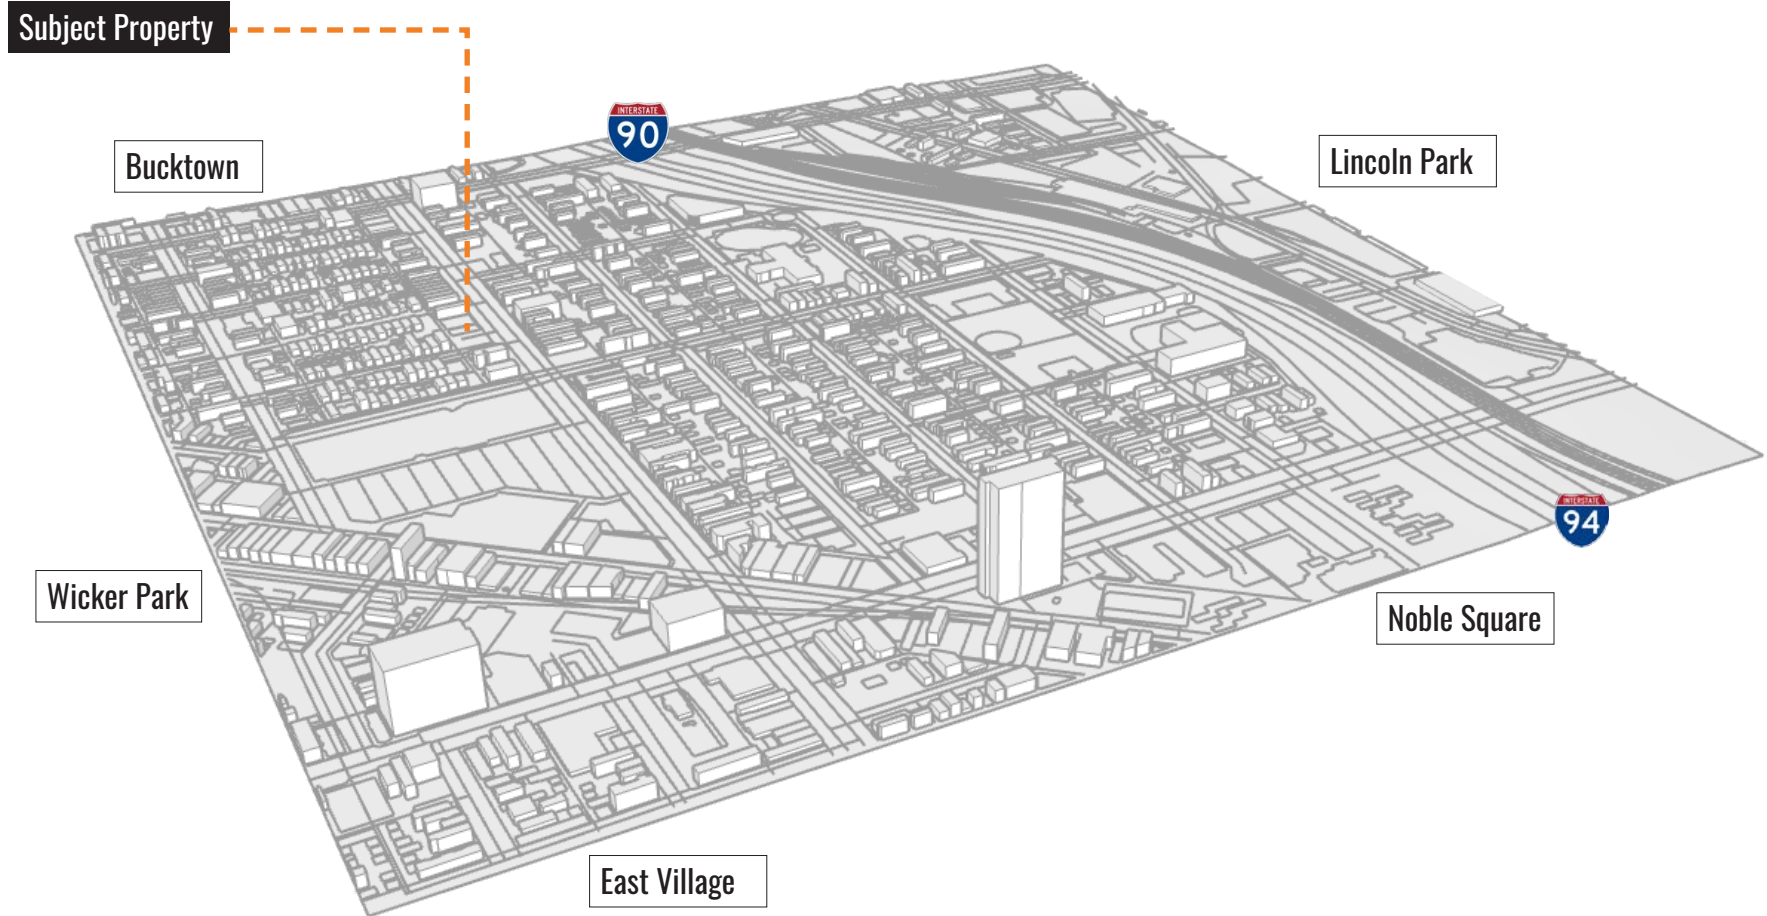 Subject Property
INTERSTATE
90
Bucktown
Lincoln Park
INTERSTATE
94
Wicker Park
Noble Square
East Village